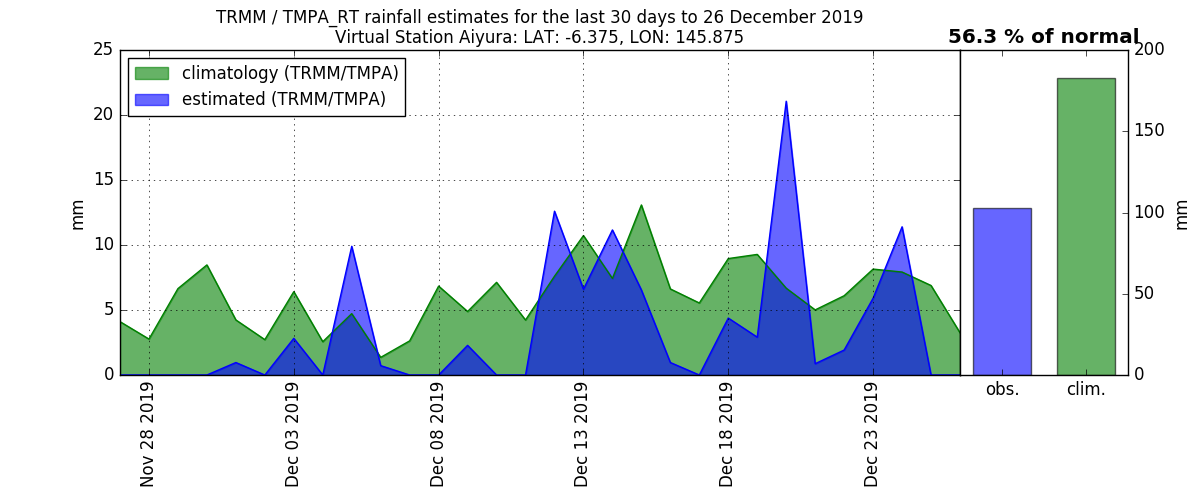 TRMM / TMPA_RT rainfall estimates for the last 30 days to 26 December 2019
Virtual Station Aiyura: LAT: -6.375, LON: 145.875
56.3 % of normal
climatology (TRMM/TMPA)
estimated (TRMM/TMPA)
mm
25
20
15
10
5
0
Nov 28 2019
Dec 03 2019
Dec 08 2019
Dec 13 2019
Dec 18 2019
Dec 23 2019
200
150
100
50
0
mm
obs.
clim.